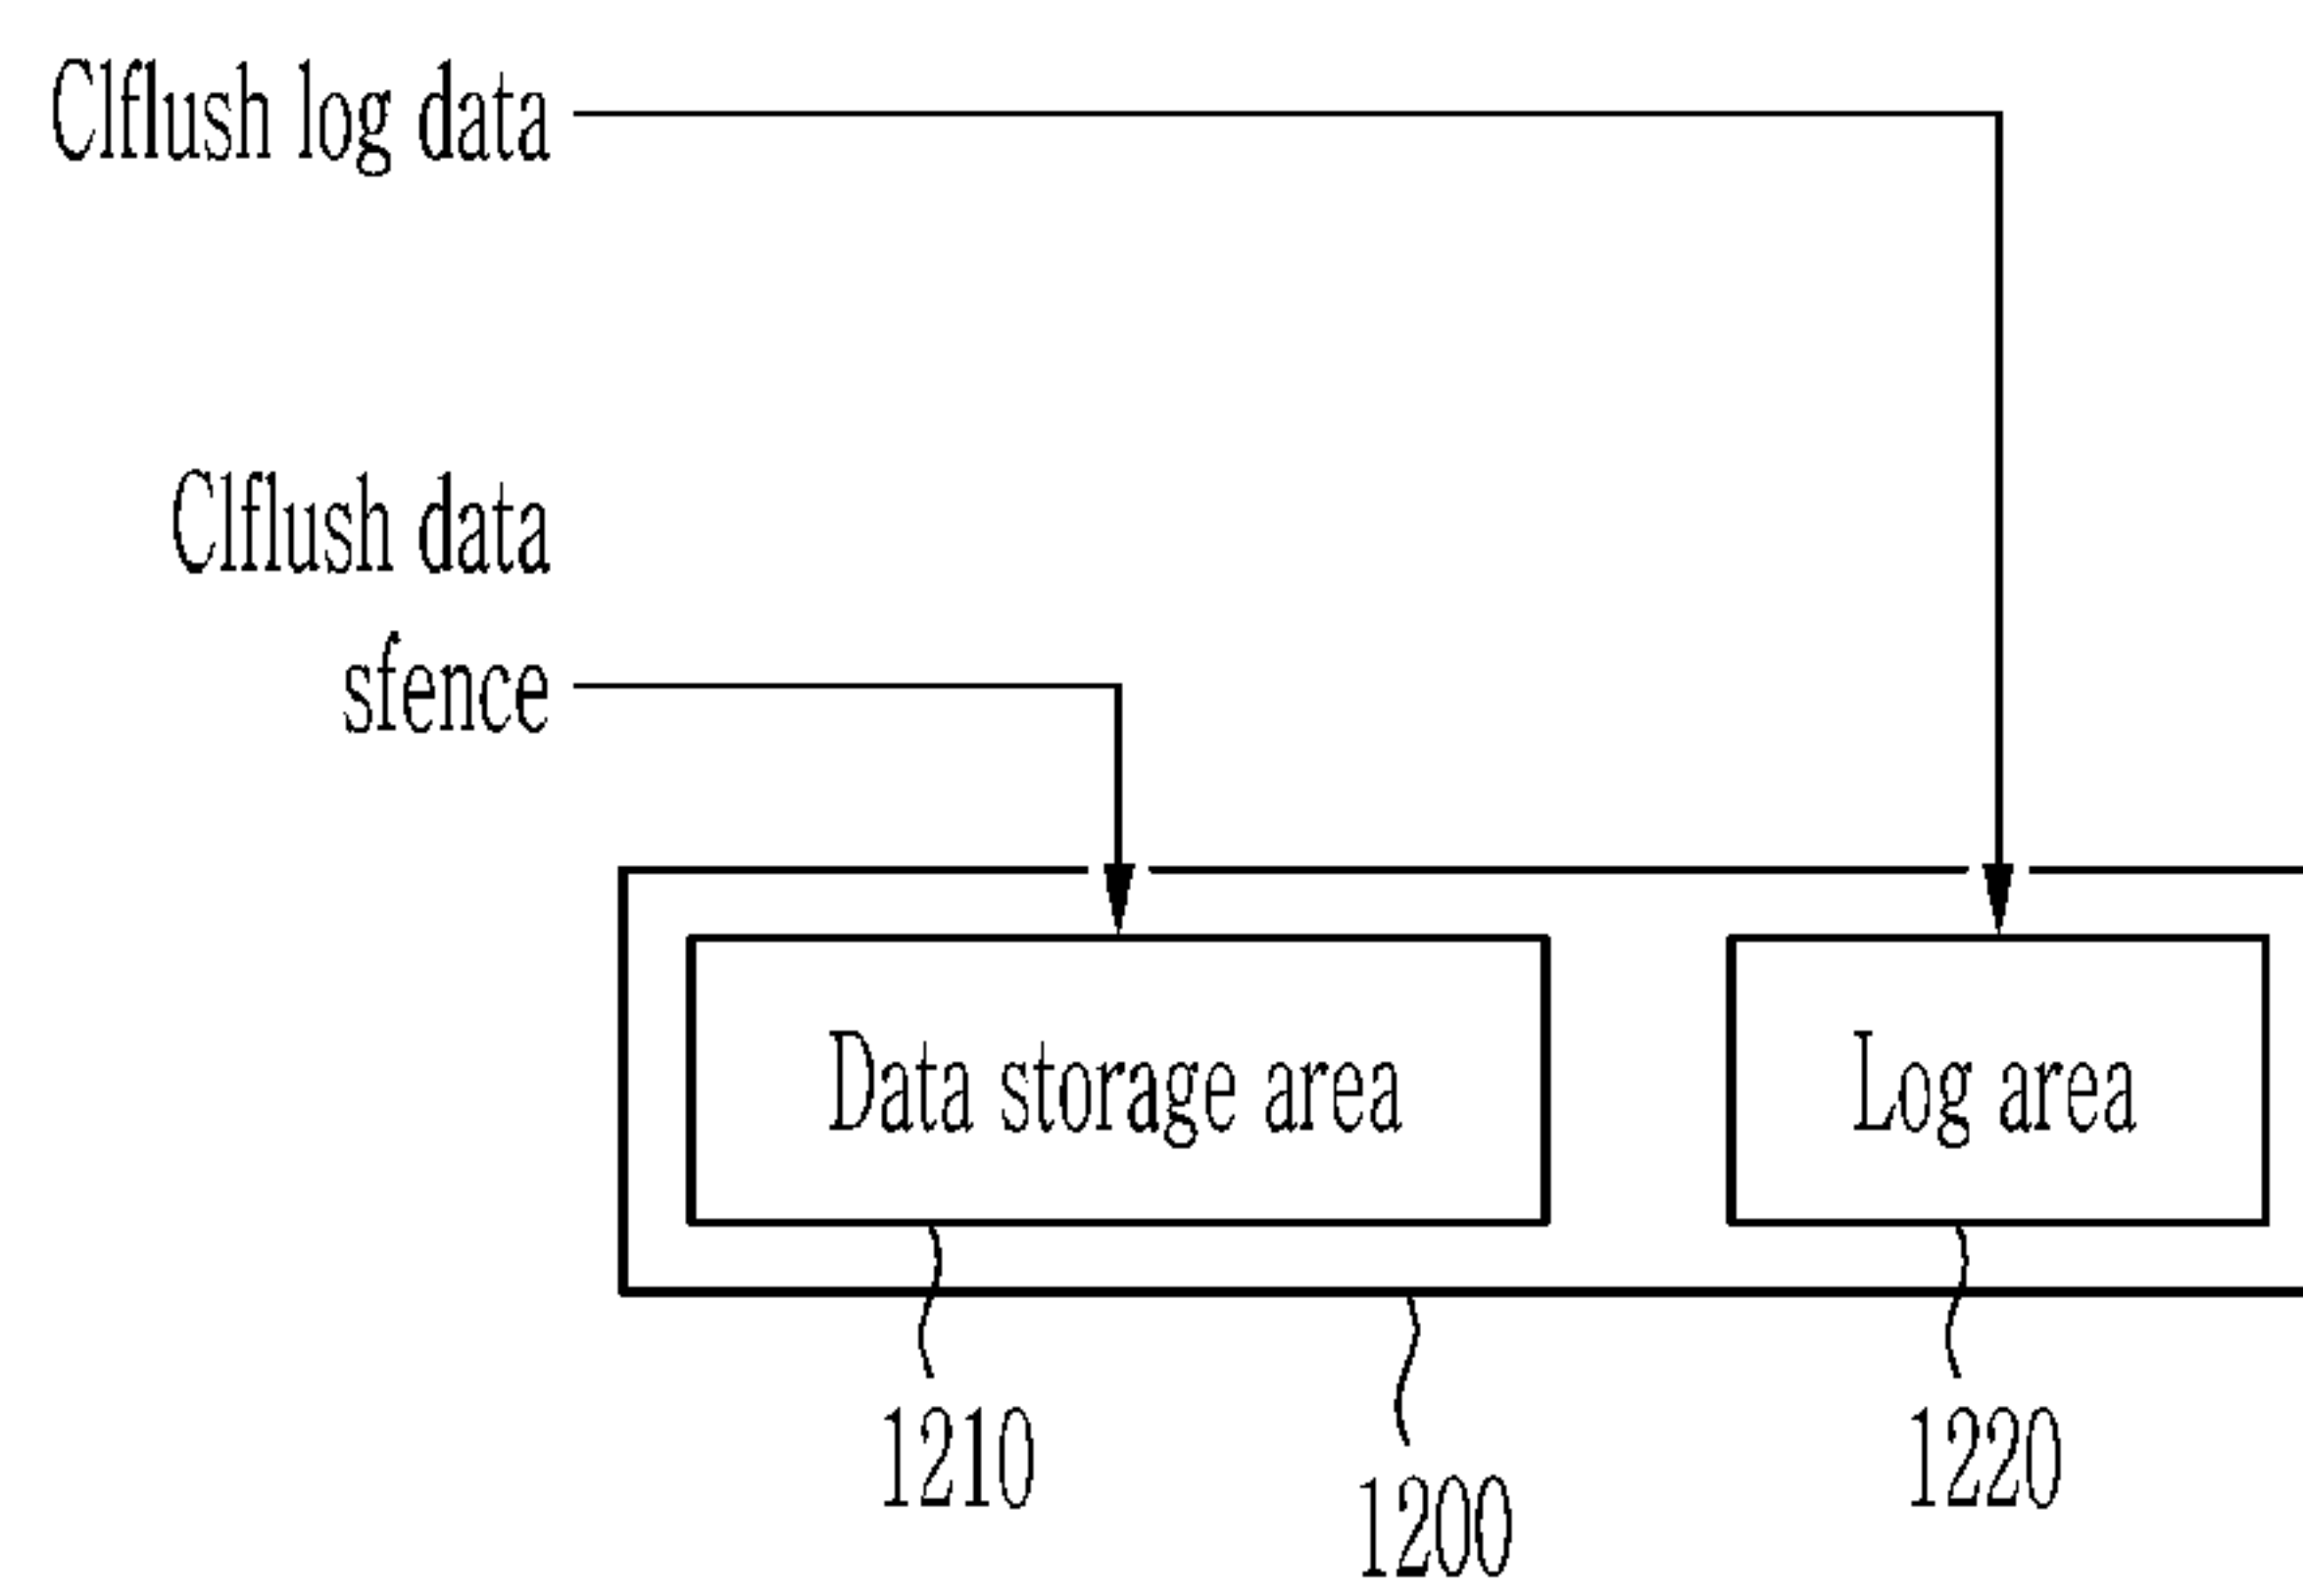 Clflush log data
Clflush data
sfence
Data storage area
Log area
1210
1200
1220